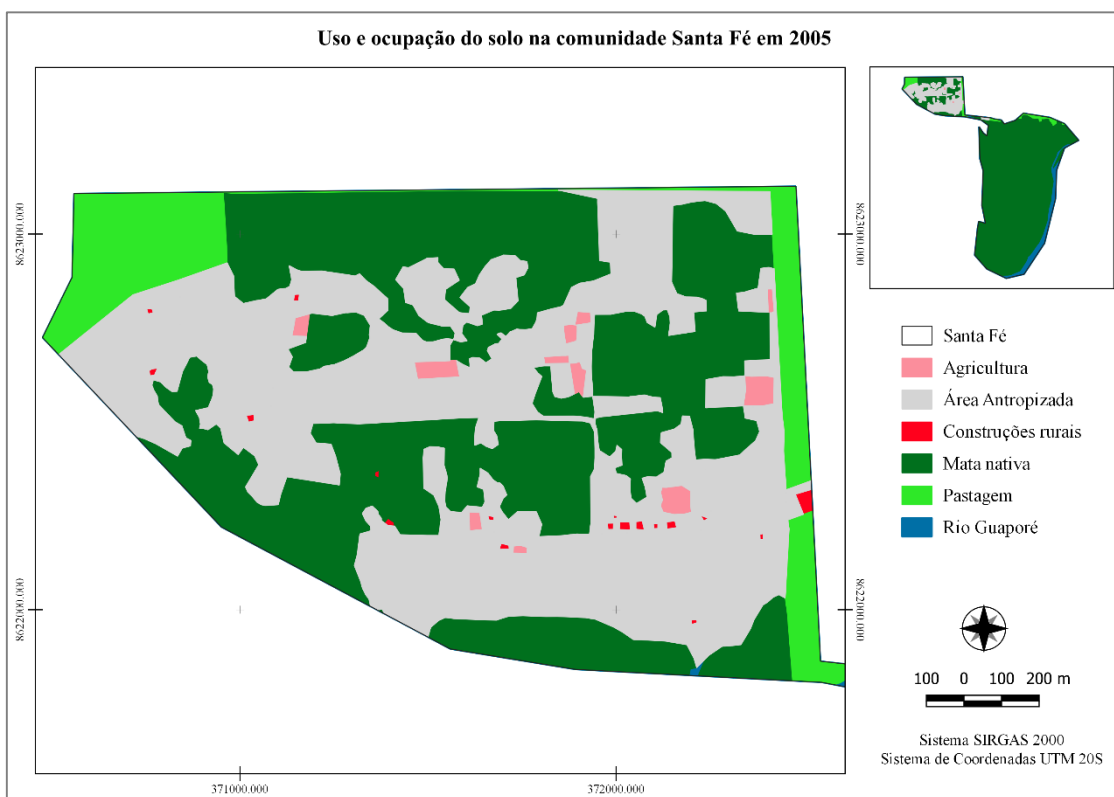 Uso e ocupação do solo na comunidade Santa Fé em 2005
8623000.000
8623000.000
8622000.000
8622000.000
371000.000
372000.000
Santa Fé
Agricultura
Área Antropizada
Construções rurais
Mata nativa
Pastagem
Rio Guaporé
100 0 100 200 m
Sistema SIRGAS 2000
Sistema de Coordenadas UTM 20S